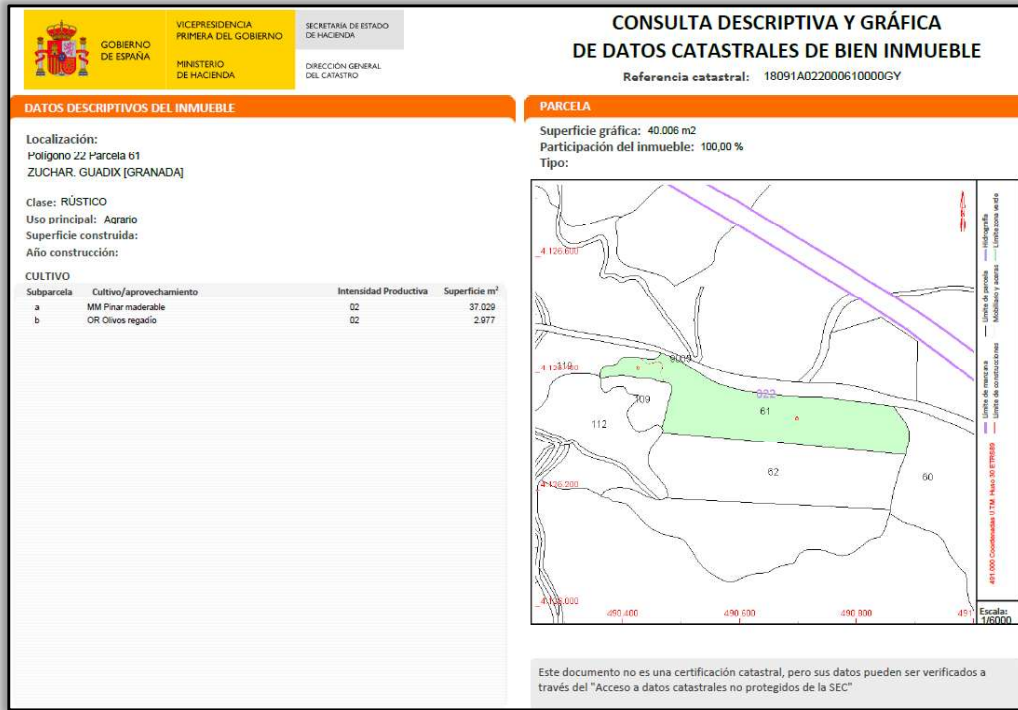 GOBIERNO
DE ESPAÑA
VICEPRESIDENCIA
PRIMERA DEL GOBIERNO
MINISTERIO
DE HACIENDA
SECRETARÍA DE ESTADO
DE HACIENDA
DIRECCIÓN GENERAL
DEL CATASTRO
CONSULTA DESCRIPTIVA Y GRÁFICA
DE DATOS CATASTRALES DE BIEN INMUEBLE
Referencia catastral: 18091A022000610000GY
DATOS DESCRIPTIVOS DEL INMUEBLE
Localización:
Polígono 22 Parcela 61
ZUCHAR. GUADIX [GRANADA]
Clase: RÚSTICO
Uso principal: Agrario
Superficie construida:
Año construcción:
CULTIVO
Subparcela Cultivo/aprovechamiento Intensidad Productiva Superficie m²
a MM Pinar maderable 02 37.029
b OR Olivos regadío 02 2.977
PARCELA
Superficie gráfica: 40.006 m2
Participación del inmueble: 100,00 %
Tipo:
4.126.600
109
112
022
61
62
60
4.126.200
490.400
490.600
490.800
491
Límite de manzana
Límite de parcela
Hidrografía
Límite de construcciones
Mobiliario y aceras
Límite zona verde
491.000 Coordenadas U.T.M. Huso 30 ETRS89
Escala:
1/6000
Este documento no es una certificación catastral, pero sus datos pueden ser verificados a
través del "Acceso a datos catastrales no protegidos de la SEC"